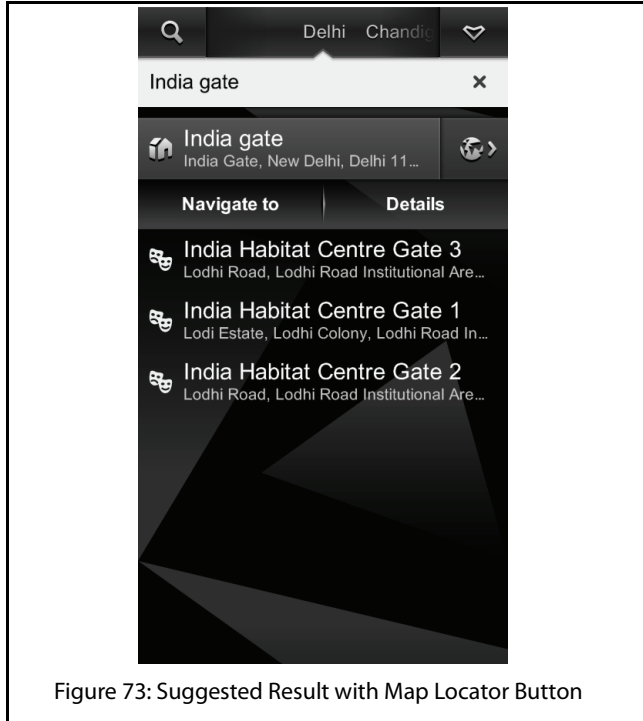 Delhi Chandig
India gate
India gate
India Gate, New Delhi, Delhi 11...
Navigate to Details
India Habitat Centre Gate 3
Lodhi Road, Lodhi Road Institutional Are...
India Habitat Centre Gate 1
Lodi Estate, Lodhi Colony, Lodhi Road In...
India Habitat Centre Gate 2
Lodhi Road, Lodhi Road Institutional Are...
Figure 73: Suggested Result with Map Locator Button